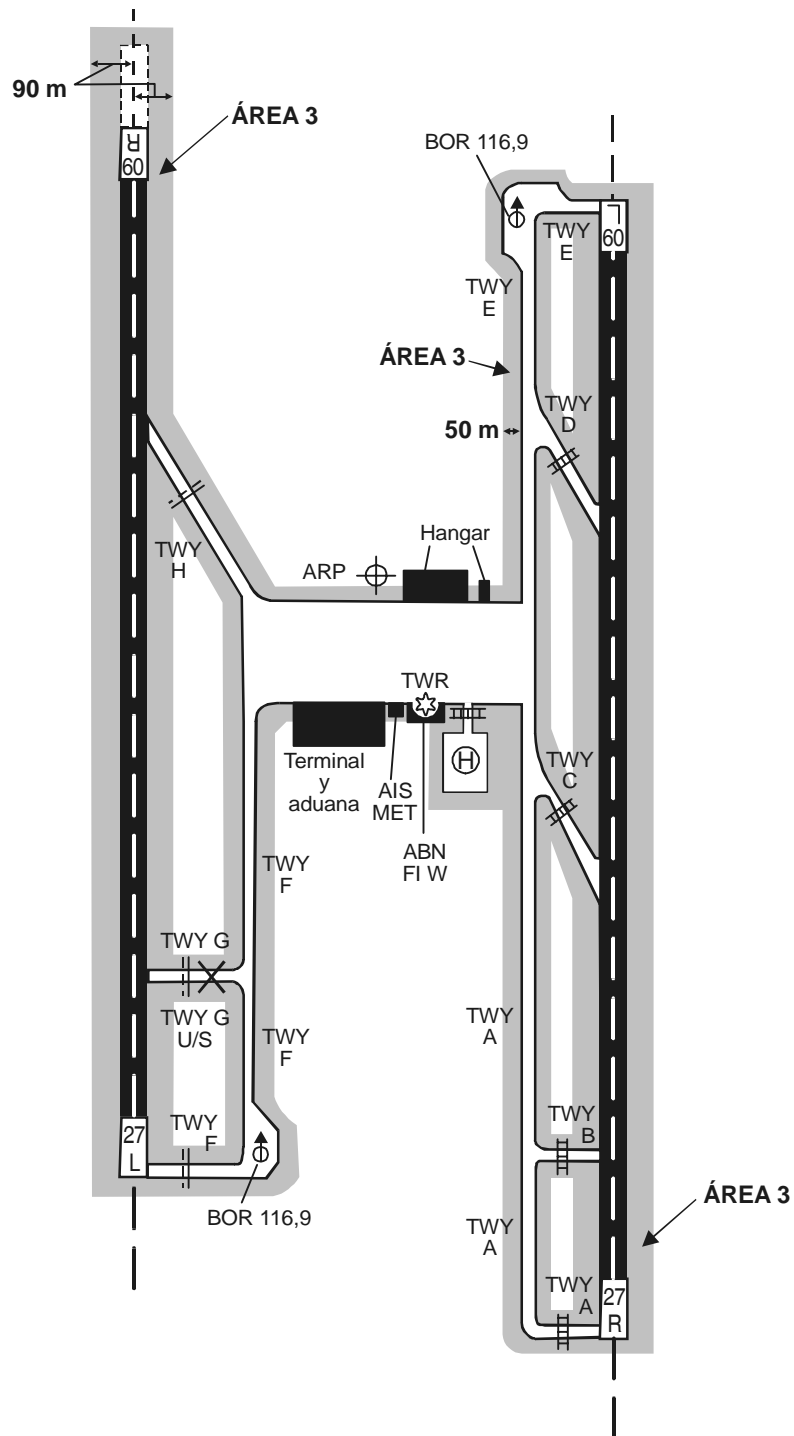 90 m
ÁREA 3
09
R
BOR 116,9
09
L
TWY
E
TWY
E
ÁREA 3
50 m
TWY
D
TWY
H
ARP
Hangar
TWR
H
Terminal
y
aduana
AIS
MET
ABN
FI W
TWY
C
TWY
F
TWY G
TWY G
U/S
TWY
F
TWY
A
27
L
TWY
F
BOR 116,9
TWY
B
TWY
A
ÁREA 3
TWY
A
27
R